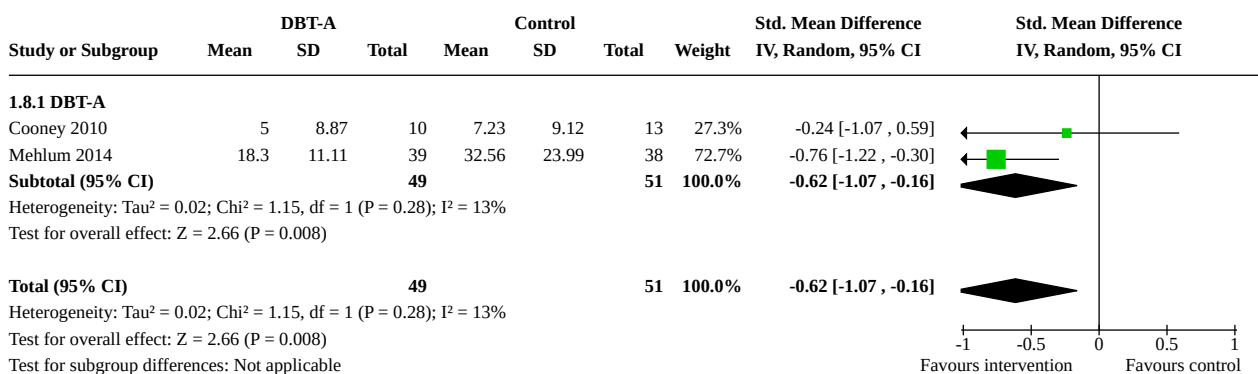 DBT-A Control Std. Mean Difference Std. Mean Difference
Study or Subgroup Mean SD Total Mean SD Total Weight IV, Random, 95% CI IV, Random, 95% CI
1.8.1 DBT-A
Cooney 2010 5 8.87 10 7.23 9.12 13 27.3% -0.24 [-1.07 , 0.59]
Mehlum 2014 18.3 11.11 39 32.56 23.99 38 72.7% -0.76 [-1.22 , -0.30]
Subtotal (95% CI) 49 51 100.0% -0.62 [-1.07 , -0.16]
Heterogeneity: Tau² = 0.02; Chi² = 1.15, df = 1 (P = 0.28); I² = 13%
Test for overall effect: Z = 2.66 (P = 0.008)
Total (95% CI) 49 51 100.0% -0.62 [-1.07 , -0.16]
Heterogeneity: Tau² = 0.02; Chi² = 1.15, df = 1 (P = 0.28); I² = 13%
Test for overall effect: Z = 2.66 (P = 0.008) -1 -0.5 0 0.5 1
Test for subgroup differences: Not applicable Favours intervention Favours control